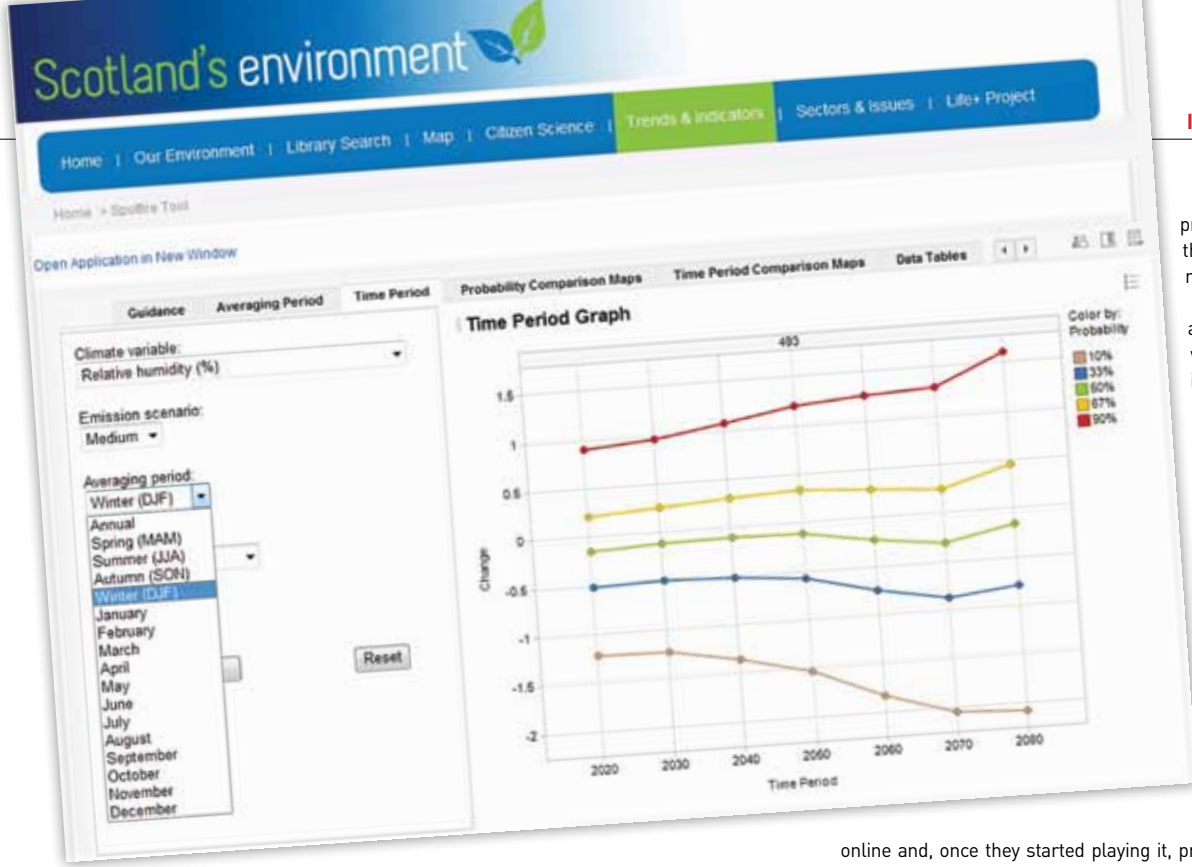 Scotland's environment
Home | Our Environment | Library Search | Map | Citizen Science | Trends & Indicators | Sectors & Issues | Life+ Project
Home > Spotfire Tool
Open Application in New Window
Guidance Averaging Period Time Period Probability Comparison Maps Time Period Comparison Maps Data Tables
Climate variable:
Relative humidity (%)
Emission scenario:
Medium
Averaging period:
Winter (DJF)
Annual
Spring (MAM)
Summer (JJA)
Autumn (SON)
Winter (DJF)
January
February
March
April
May
June
July
August
September
October
November
December
Reset
Time Period Graph
493
Change
1.5
1
0.5
0
-0.5
-1
-1.5
-2
2020 2030 2040 2060 2060 2070 2080
Time Period
Color by:
Probability
10%
33%
60%
67%
90%
online and, once they started playing it, pr